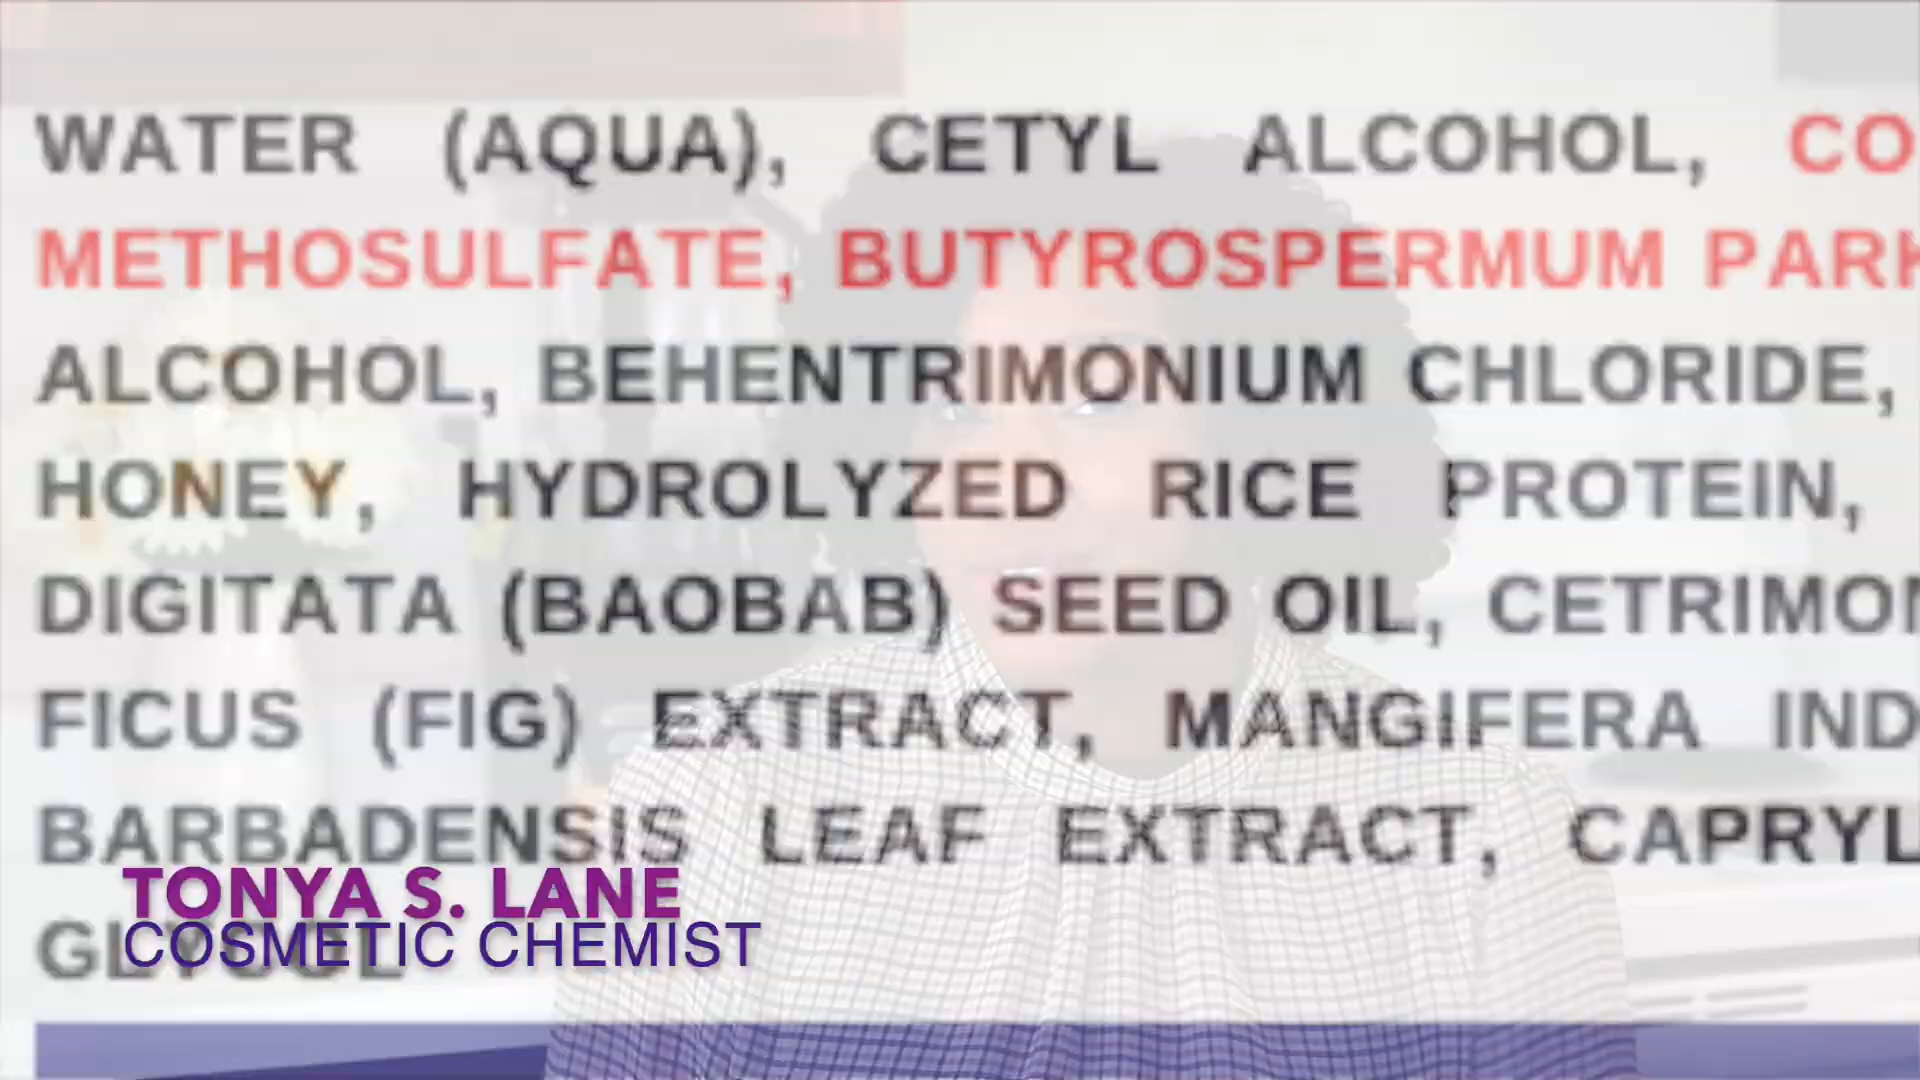 WATER (AQUA), CETYL ALCOHOL, CO
METHOSULFATE, BUTYROSPERMUM PARK
ALCOHOL, BEHENTRIMONIUM CHLORIDE,
HONEY, HYDROLYZED RICE PROTEIN,
DIGITATA (BAOBAB) SEED OIL, CETRIMON
FICUS (FIG) EXTRACT, MANGIFERA IND
BARBADENSIS LEAF EXTRACT, CAPRYL
GLYCOL
TONYA S. LANE
COSMETIC CHEMIST